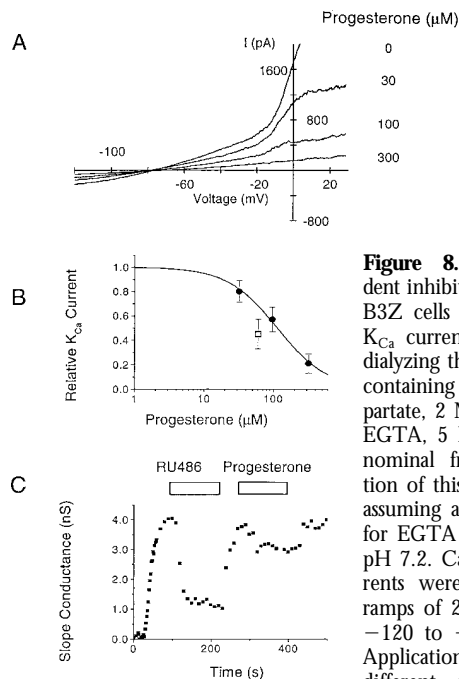 A
Progesterone (µM)
I (pA)
1600
800
-800
-100
-60
-20
20
Voltage (mV)
0
30
100
300
B
Relative K_Ca Current
1.0
0.8
0.6
0.4
0.2
0.0
1
10
100
Progesterone (µM)
C
RU486
Progesterone
Slope Conductance (nS)
4.0
3.0
2.0
1.0
0.0
0
200
400
Time (s)
Figure 8.
dent inhibit
B3Z cells
K_Ca curren
dialyzing th
containing
partate, 2
EGTA, 5
nominal fr
tion of this
assuming a
for EGTA
pH 7.2. Ca
rents were
ramps of 2
−120 to
Application